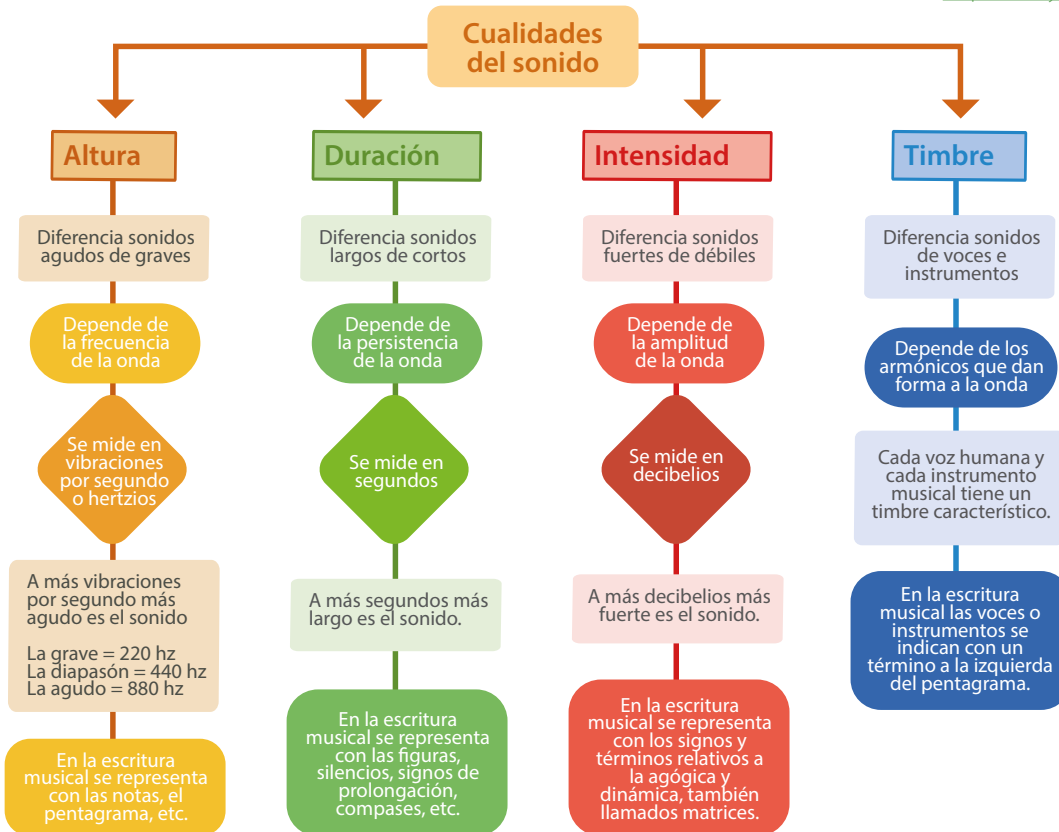 Cualidades
del sonido
Altura
Diferencia sonidos
agudos de graves
Depende de
la frecuencia
de la onda
Se mide en
vibraciones
por segundo
o hertzios
A más vibraciones
por segundo más
agudo es el sonido
La grave = 220 hz
La diapasón = 440 hz
La agudo = 880 hz
En la escritura
musical se representa
con las notas, el
pentagrama, etc.
Duración
Diferencia sonidos
largos de cortos
Depende de
la persistencia
de la onda
Se mide en
segundos
A más segundos más
largo es el sonido.
En la escritura
musical se representa
con las figuras,
silencios, signos de
prolongación,
compases, etc.
Intensidad
Diferencia sonidos
fuertes de débiles
Depende de
la amplitud
de la onda
Se mide en
decibelios
A más decibelios más
fuerte es el sonido.
En la escritura
musical se representa
con los signos y
términos relativos a
la agógica y
dinámica, también
llamados matrices.
Timbre
Diferencia sonidos
de voces e
instrumentos
Depende de los
armónicos que dan
forma a la onda
Cada voz humana y
cada instrumento
musical tiene un
timbre característico.
En la escritura
musical las voces o
instrumentos se
indican con un
término a la izquierda
del pentagrama.